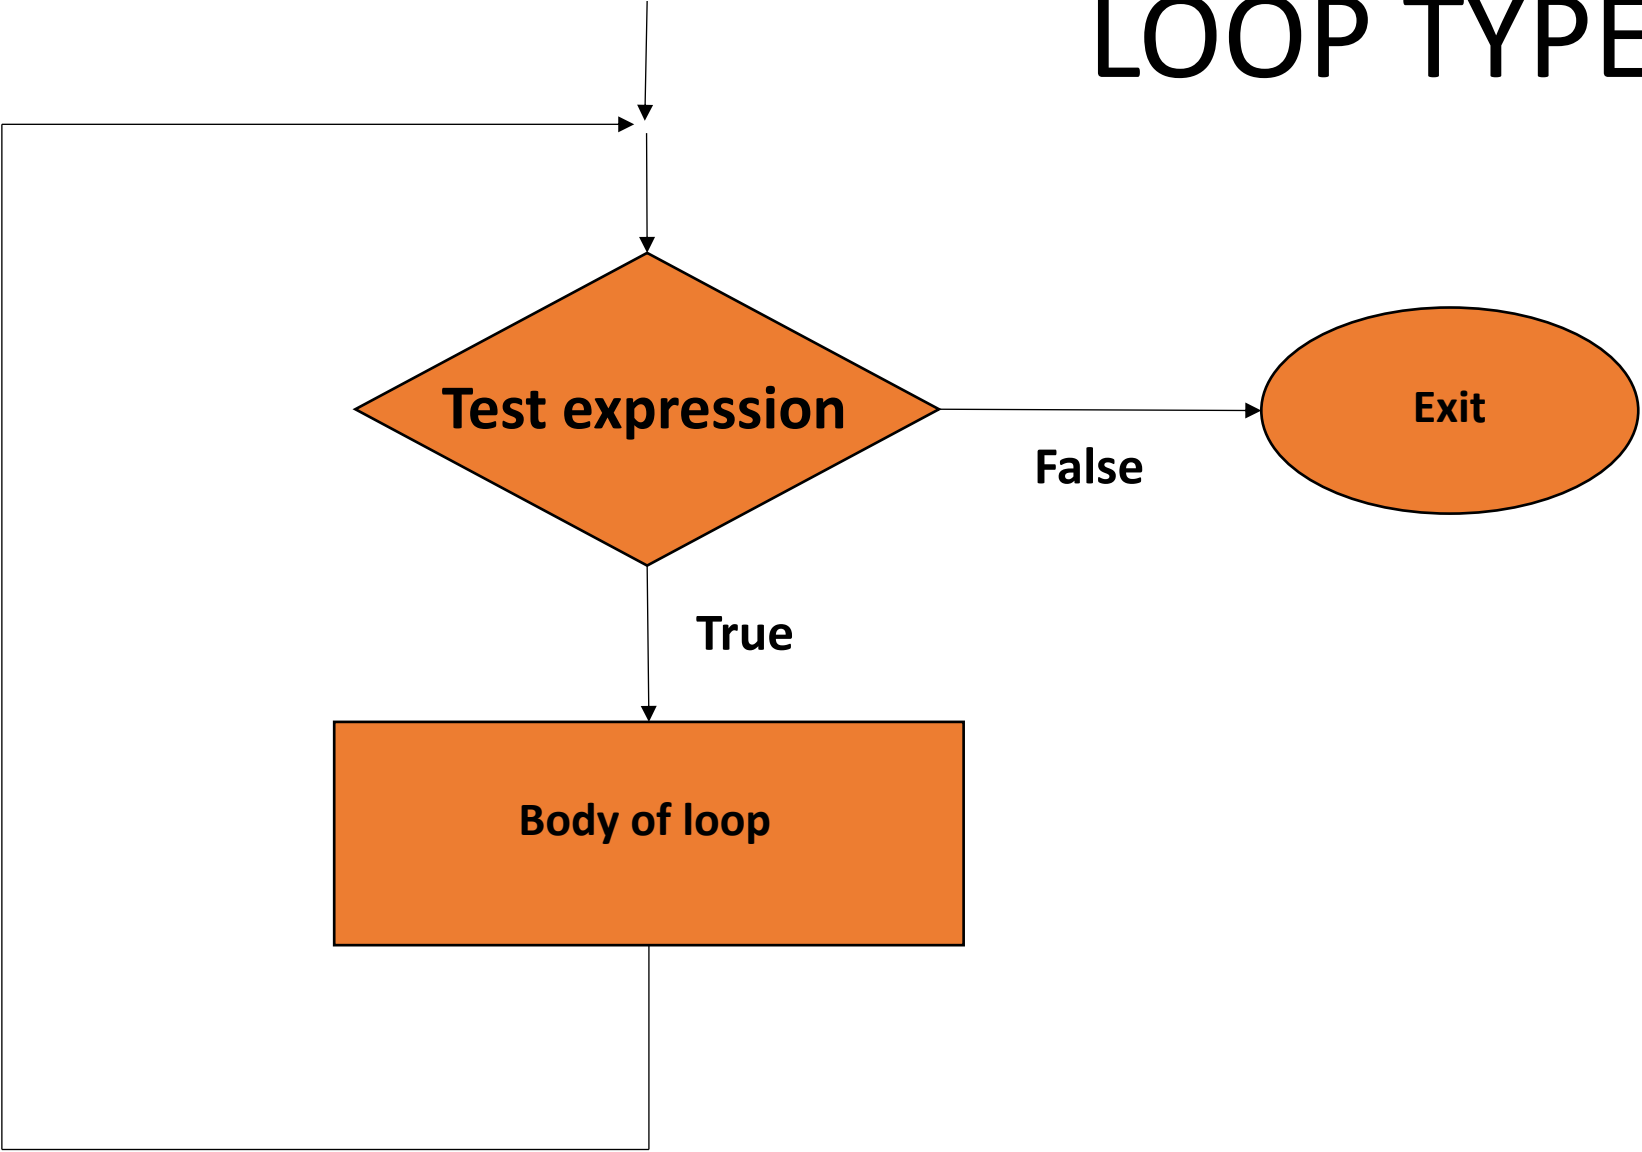 LOOP TYPE
Test expression
Exit
False
True
Body of loop